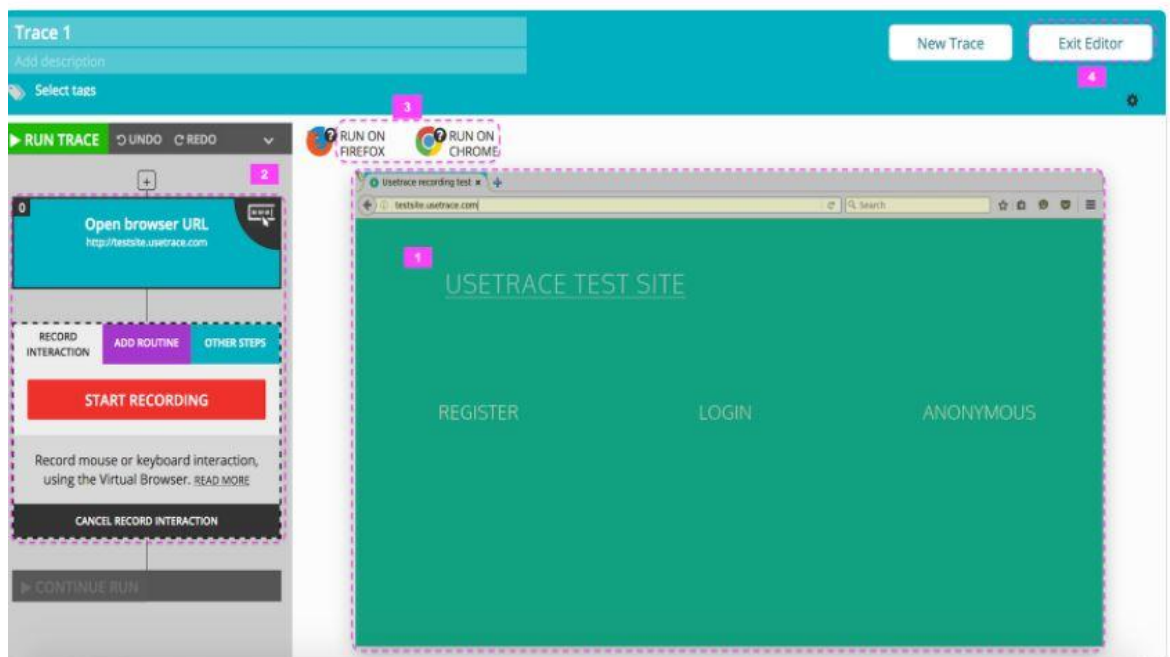 Trace 1
Add description
Select tags
New Trace
Exit Editor
4
3
RUN TRACE
UNDO
REDO
RUN ON
FIREFOX
RUN ON
CHROME
2
0
Open browser URL
http://testsite.usetrace.com
RECORD
INTERACTION
ADD ROUTINE
OTHER STEPS
START RECORDING
Record mouse or keyboard interaction,
using the Virtual Browser. READ MORE
CANCEL RECORD INTERACTION
CONTINUE RUN
Usetrace recording test
testsite.usetrace.com
Search
1
USETRACE TEST SITE
REGISTER
LOGIN
ANONYMOUS